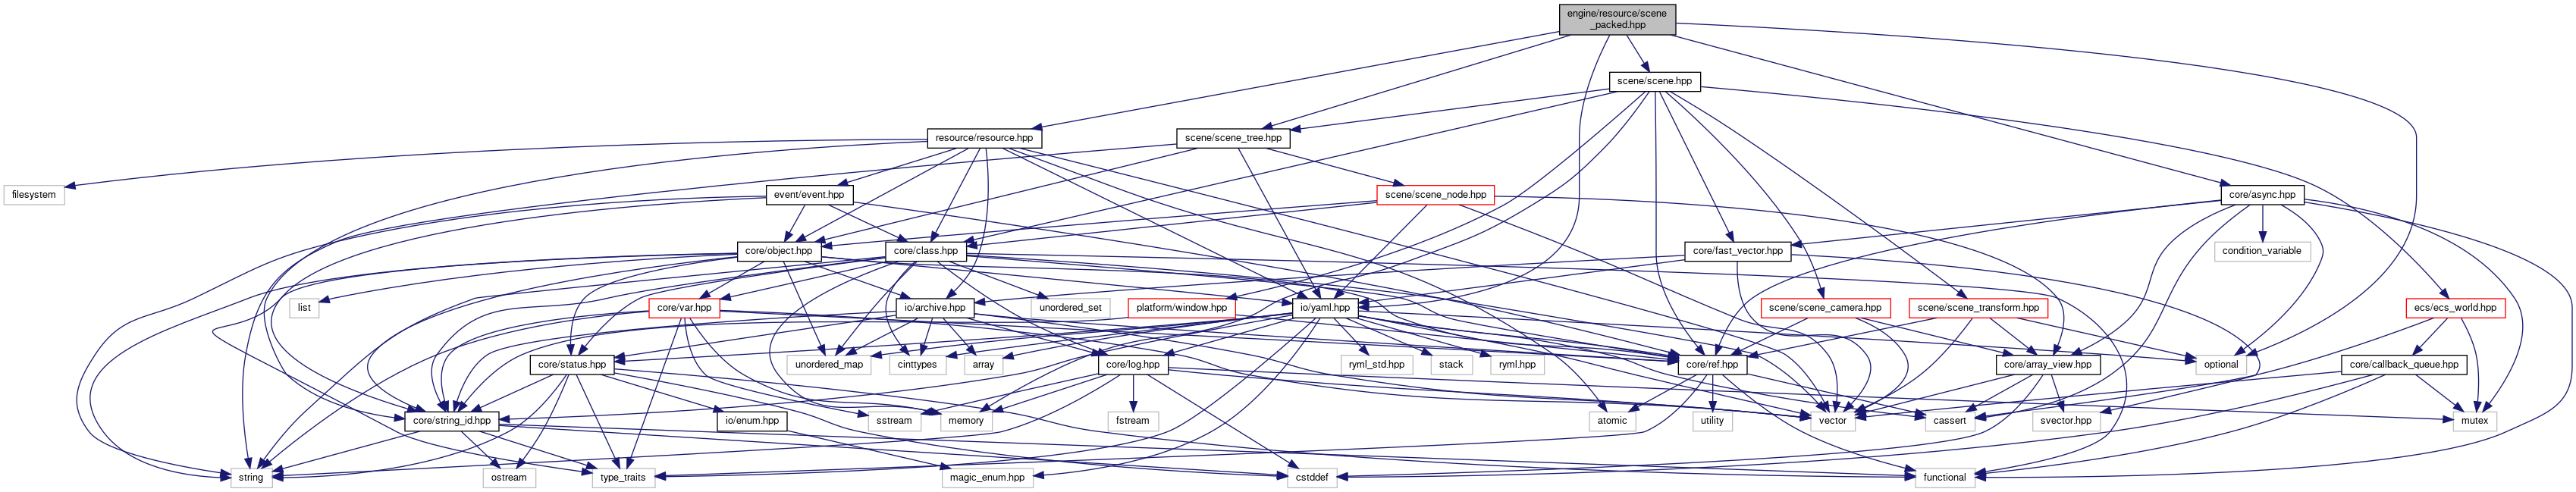 engine/resource/scene
_packed.hpp
scene/scene.hpp
resource/resource.hpp
scene/scene_tree.hpp
filesystem
event/event.hpp
scene/scene_node.hpp
core/async.hpp
core/object.hpp
core/class.hpp
core/fast_vector.hpp
condition_variable
list
core/var.hpp
io/archive.hpp
unordered_set
platform/window.hpp
io/yaml.hpp
scene/scene_camera.hpp
scene/scene_transform.hpp
ecs/ecs_world.hpp
core/status.hpp
unordered_map
cinttypes
array
core/log.hpp
ryml_std.hpp
stack
ryml.hpp
core/ref.hpp
core/array_view.hpp
optional
core/callback_queue.hpp
core/string_id.hpp
io/enum.hpp
sstream
memory
fstream
atomic
utility
vector
cassert
svector.hpp
mutex
string
ostream
type_traits
magic_enum.hpp
cstddef
functional